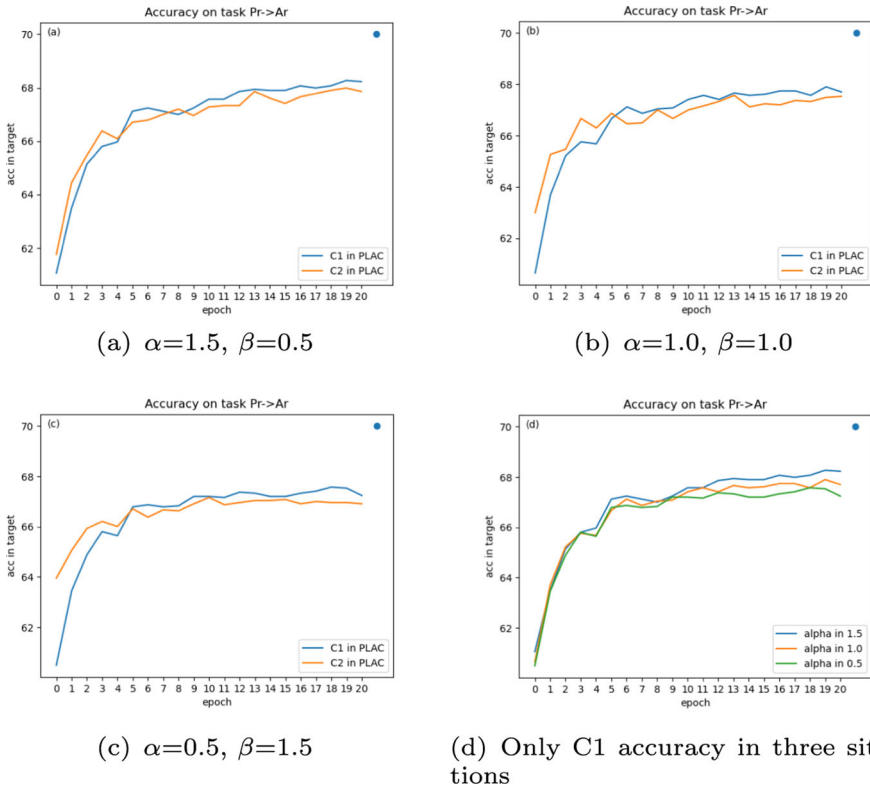 Accuracy on task Pr->Ar
(a)
70
68
66
64
62
acc in target
C1 in PLAC
C2 in PLAC
0 1 2 3 4 5 6 7 8 9 10 11 12 13 14 15 16 17 18 19 20
epoch
(a) α=1.5, β=0.5
Accuracy on task Pr->Ar
(b)
70
68
66
64
62
acc in target
C1 in PLAC
C2 in PLAC
0 1 2 3 4 5 6 7 8 9 10 11 12 13 14 15 16 17 18 19 20
epoch
(b) α=1.0, β=1.0
Accuracy on task Pr->Ar
(c)
70
68
66
64
62
acc in target
C1 in PLAC
C2 in PLAC
0 1 2 3 4 5 6 7 8 9 10 11 12 13 14 15 16 17 18 19 20
epoch
(c) α=0.5, β=1.5
Accuracy on task Pr->Ar
(d)
70
68
66
64
62
acc in target
alpha in 1.5
alpha in 1.0
alpha in 0.5
0 1 2 3 4 5 6 7 8 9 10 11 12 13 14 15 16 17 18 19 20
epoch
(d) Only C1 accuracy in three sit
tions